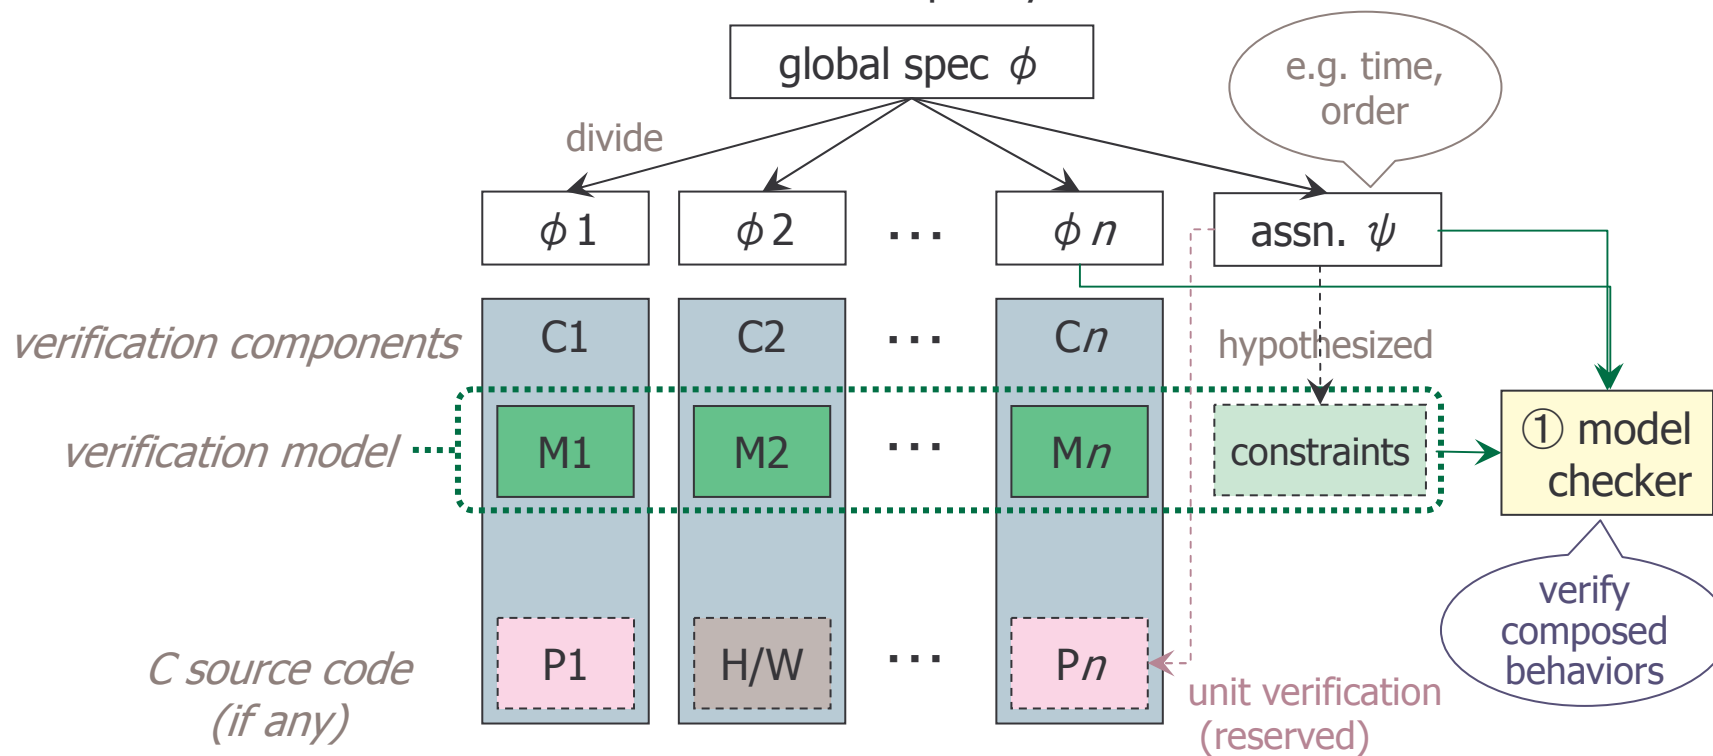 global spec φ
e.g. time,
order
divide
φ1
φ2
...
φn
assn. ψ
verification components
C1
C2
...
Cn
hypothesized
verification model
M1
M2
...
Mn
constraints
① model
checker
verify
composed
behaviors
C source code
(if any)
P1
H/W
...
Pn
unit verification
(reserved)